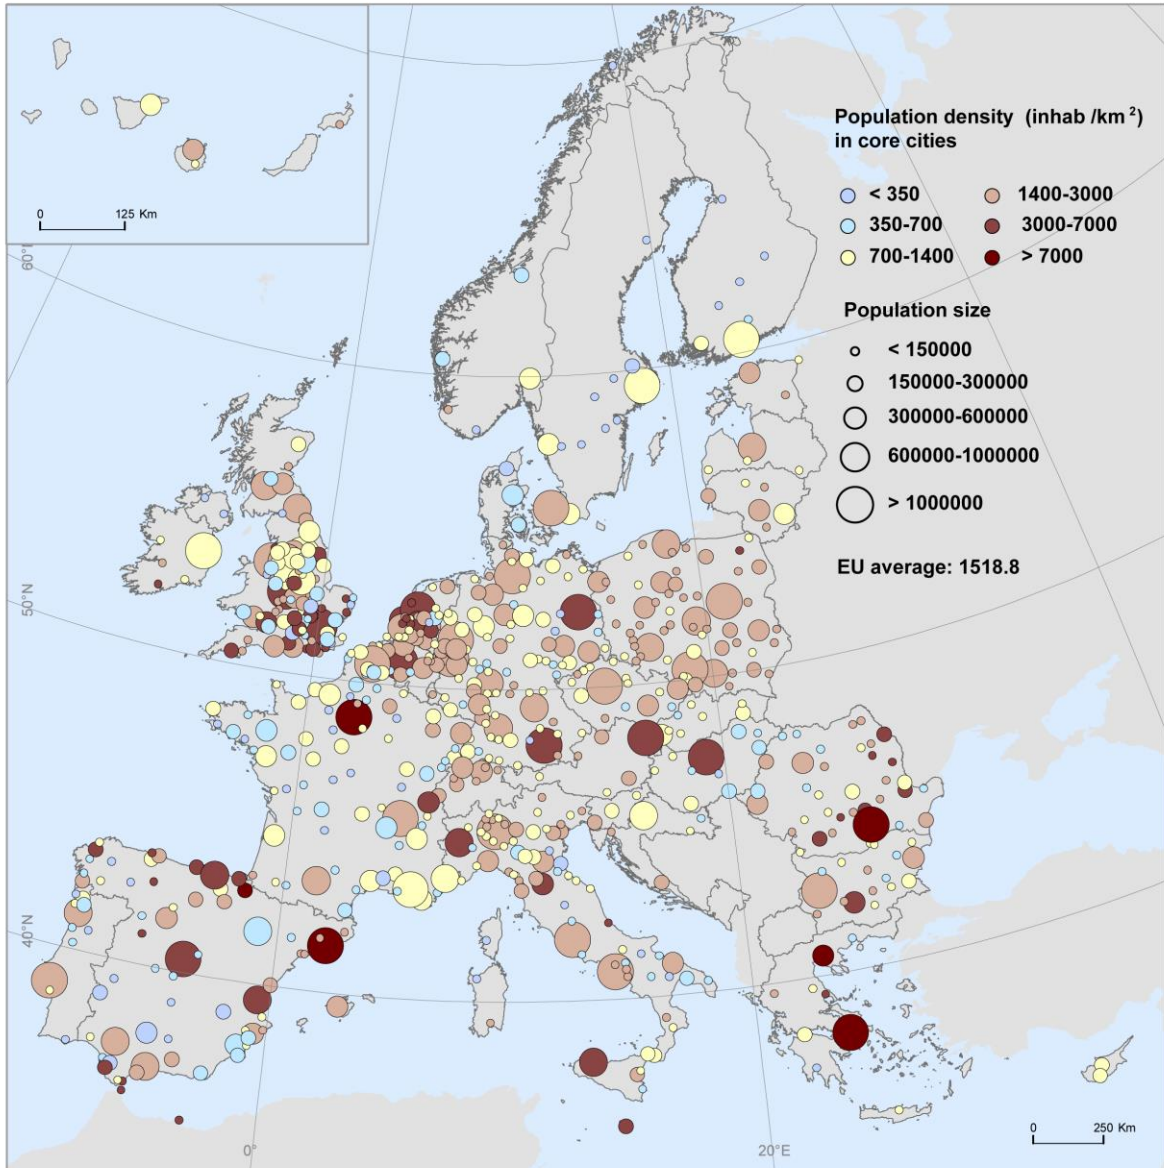 0 125 Km
60°N
50°N
40°N
0°
20°E
Population density (inhab /km²)
in core cities
< 350
1400-3000
350-700
3000-7000
700-1400
> 7000
Population size
< 150000
150000-300000
300000-600000
600000-1000000
> 1000000
EU average: 1518.8
0 250 Km